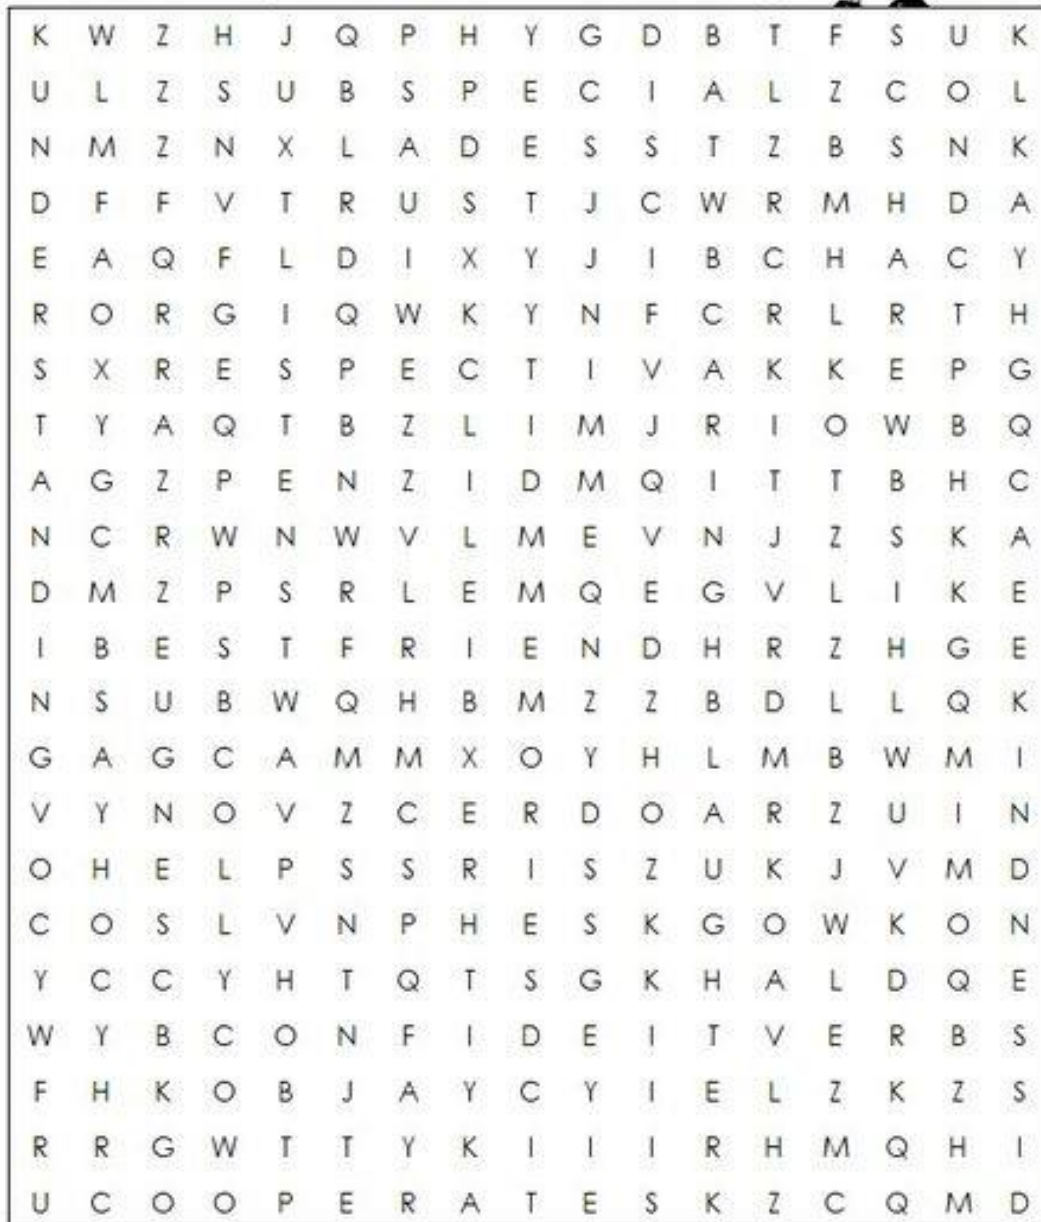 K W Z H J Q P H Y G D B T F S U K
U L Z S U B S P E C I A L Z C O L
N M Z N X L A D E S S T Z B S N K
D F F V T R U S T J C W R M H D A
E A Q F L D I X Y J I B C H A C Y
R O R G I Q W K Y N F C R L R T H
S X R E S P E C T I V A K K E P G
T Y A Q T B Z L I M J R I O W B Q
A G Z P E N Z I D M Q I T T B H C
N C R W N W V L M E V N J Z S K A
D M Z P S R L E M Q E G V L I K E
I B E S T F R I E N D H R Z H G E
N S U B W Q H B M Z Z B D L L Q K
G A G C A M M X O Y H L M B W M I
V Y N O V Z C E R D O A R Z U I N
O H E L P S S R I S Z U K J V M D
C O S L V N P H E S K G O W K O N
Y C C Y H T Q T S G K H A L D Q E
W Y B C O N F I D E I T V E R B S
F H K O B J A Y C Y I E L Z K Z S
R R G W T T Y K I I I R H M Q H I
U C O O P E R A T E S K Z C Q M D